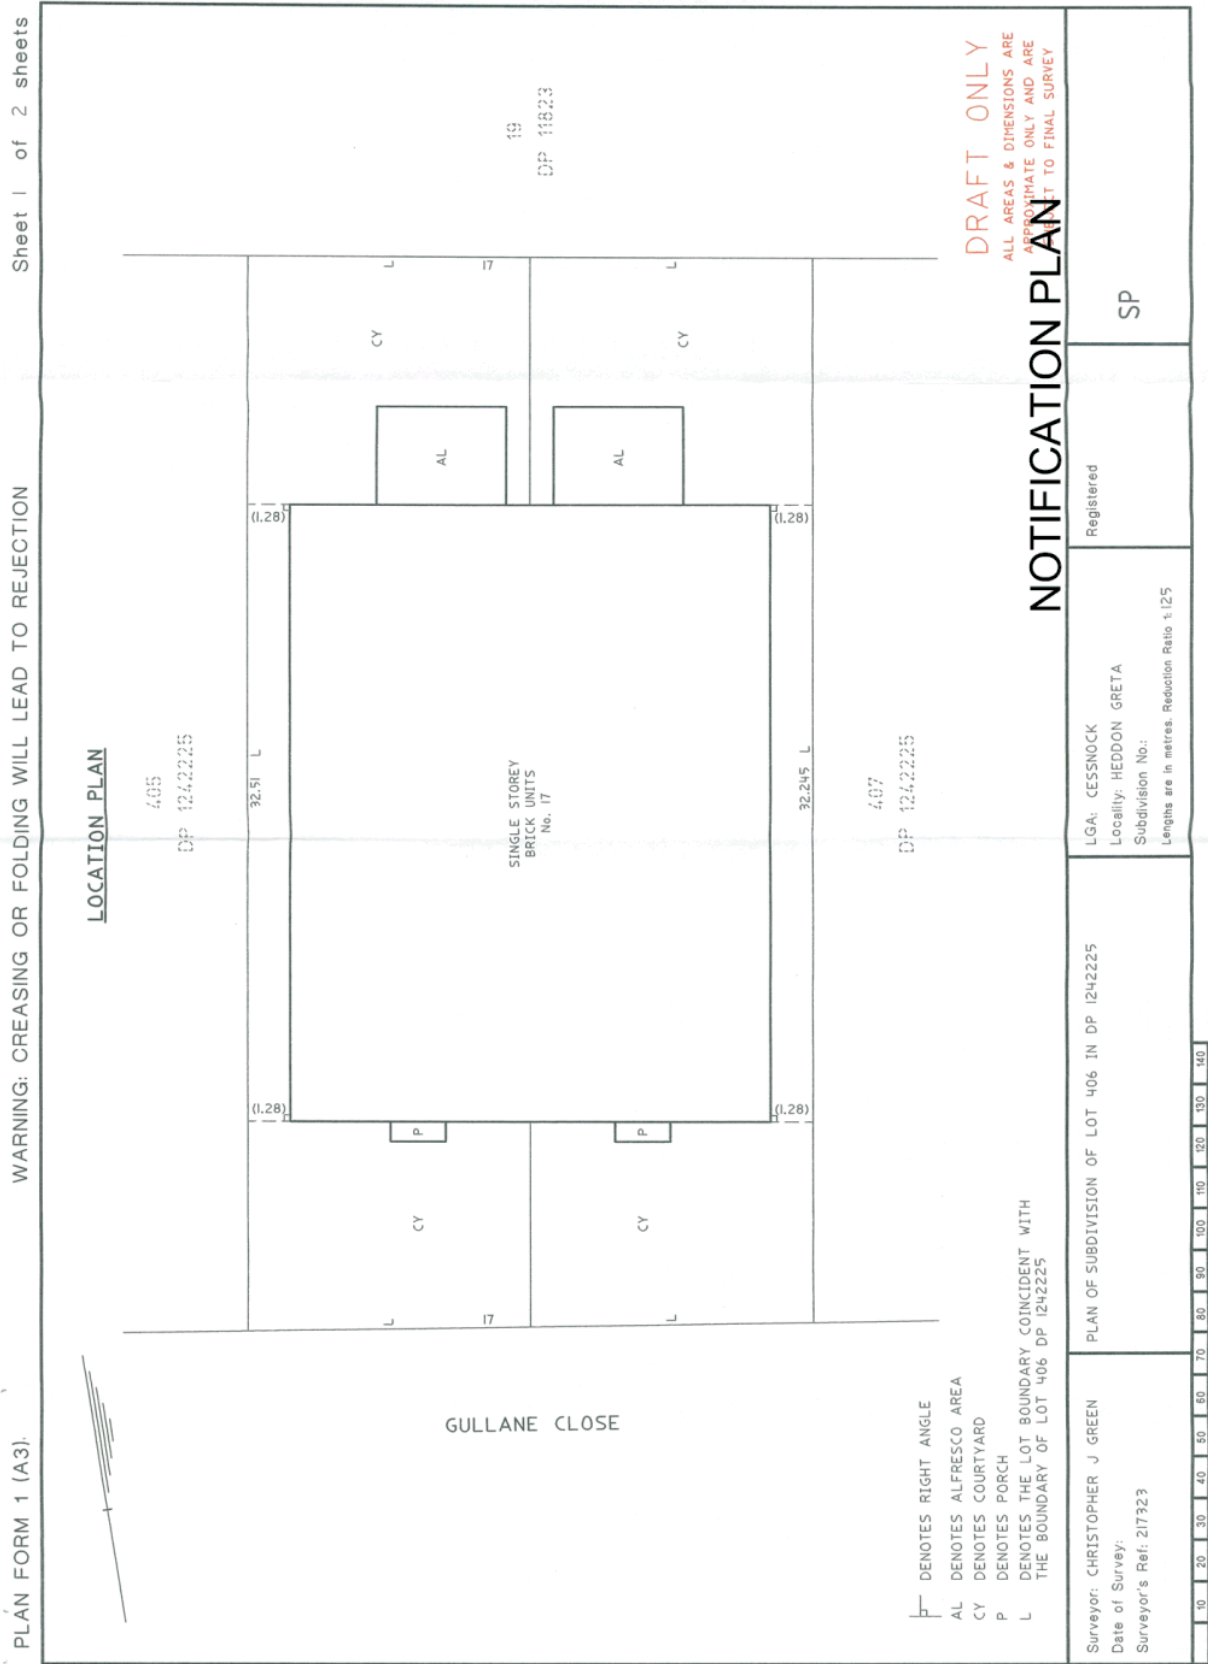 PLAN FORM 1 (A3)
WARNING: CREASING OR FOLDING WILL LEAD TO REJECTION
Sheet 1 of 2 sheets
LOCATION PLAN
405
DP 1242225
32.51 L
(1.28)
(1.28)
CY
L
17
P
AL
CY
L
17
19
DP 11823
SINGLE STOREY
BRICK UNITS
No. 17
GULLANE CLOSE
CY
L
P
AL
CY
L
(1.28)
(1.28)
32.245 L
407
DP 1242225
DENOTES RIGHT ANGLE
AL DENOTES ALFRESCO AREA
CY DENOTES COURTYARD
P DENOTES PORCH
L DENOTES THE LOT BOUNDARY COINCIDENT WITH
THE BOUNDARY OF LOT 406 DP 1242225
DRAFT ONLY
ALL AREAS & DIMENSIONS ARE
APPROXIMATE ONLY AND ARE
SUBJECT TO FINAL SURVEY
NOTIFICATION PLAN
Surveyor: CHRISTOPHER J GREEN
Date of Survey:
Surveyor's Ref: 217323
PLAN OF SUBDIVISION OF LOT 406 IN DP 1242225
LGA: CESSNOCK
Locality: HEDDON GRETA
Subdivision No.:
Lengths are in metres. Reduction Ratio 1:125
Registered
SP
10 20 30 40 50 60 70 80 90 100 110 120 130 140